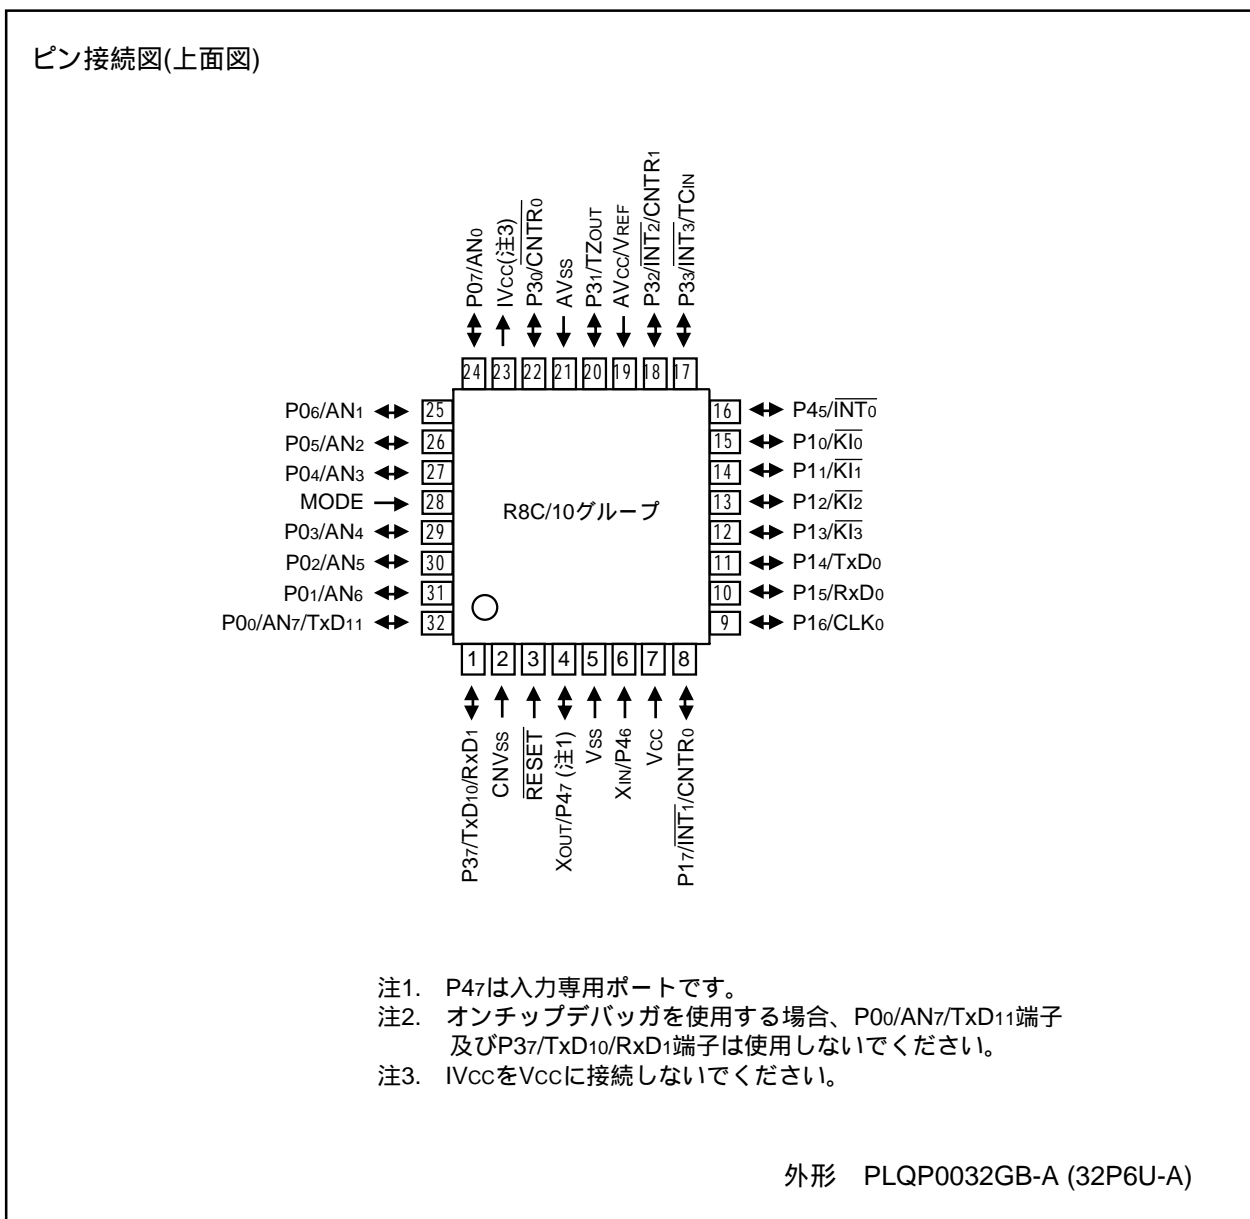 ピン接続図(上面図)
P07/AN0
IVcc(注3)
P30/CNTR0
AVss
P31/TZOUT
AVcc/VREF
P32/INT2/CNTR1
P33/INT3/TCIN
24 23 22 21 20 19 18 17
P06/AN1 25
P05/AN2 26
P04/AN3 27
MODE 28
P03/AN4 29
P02/AN5 30
P01/AN6 31
P00/AN7/TxD11 32
R8C/10グループ
16 P45/INT0
15 P10/KI0
14 P11/KI1
13 P12/KI2
12 P13/KI3
11 P14/TxD0
10 P15/RxD0
9 P16/CLK0
1 2 3 4 5 6 7 8
P37/TxD10/RxD1
CNVss
RESET
XOUT/P47 (注1)
Vss
XIN/P46
Vcc
P17/INT1/CNTR0
注1. P47は入力専用ポートです。
注2. オンチップデバッガを使用する場合、P00/AN7/TxD11端子
及びP37/TxD10/RxD1端子は使用しないでください。
注3. IVccをVccに接続しないでください。
外形 PLQP0032GB-A (32P6U-A)